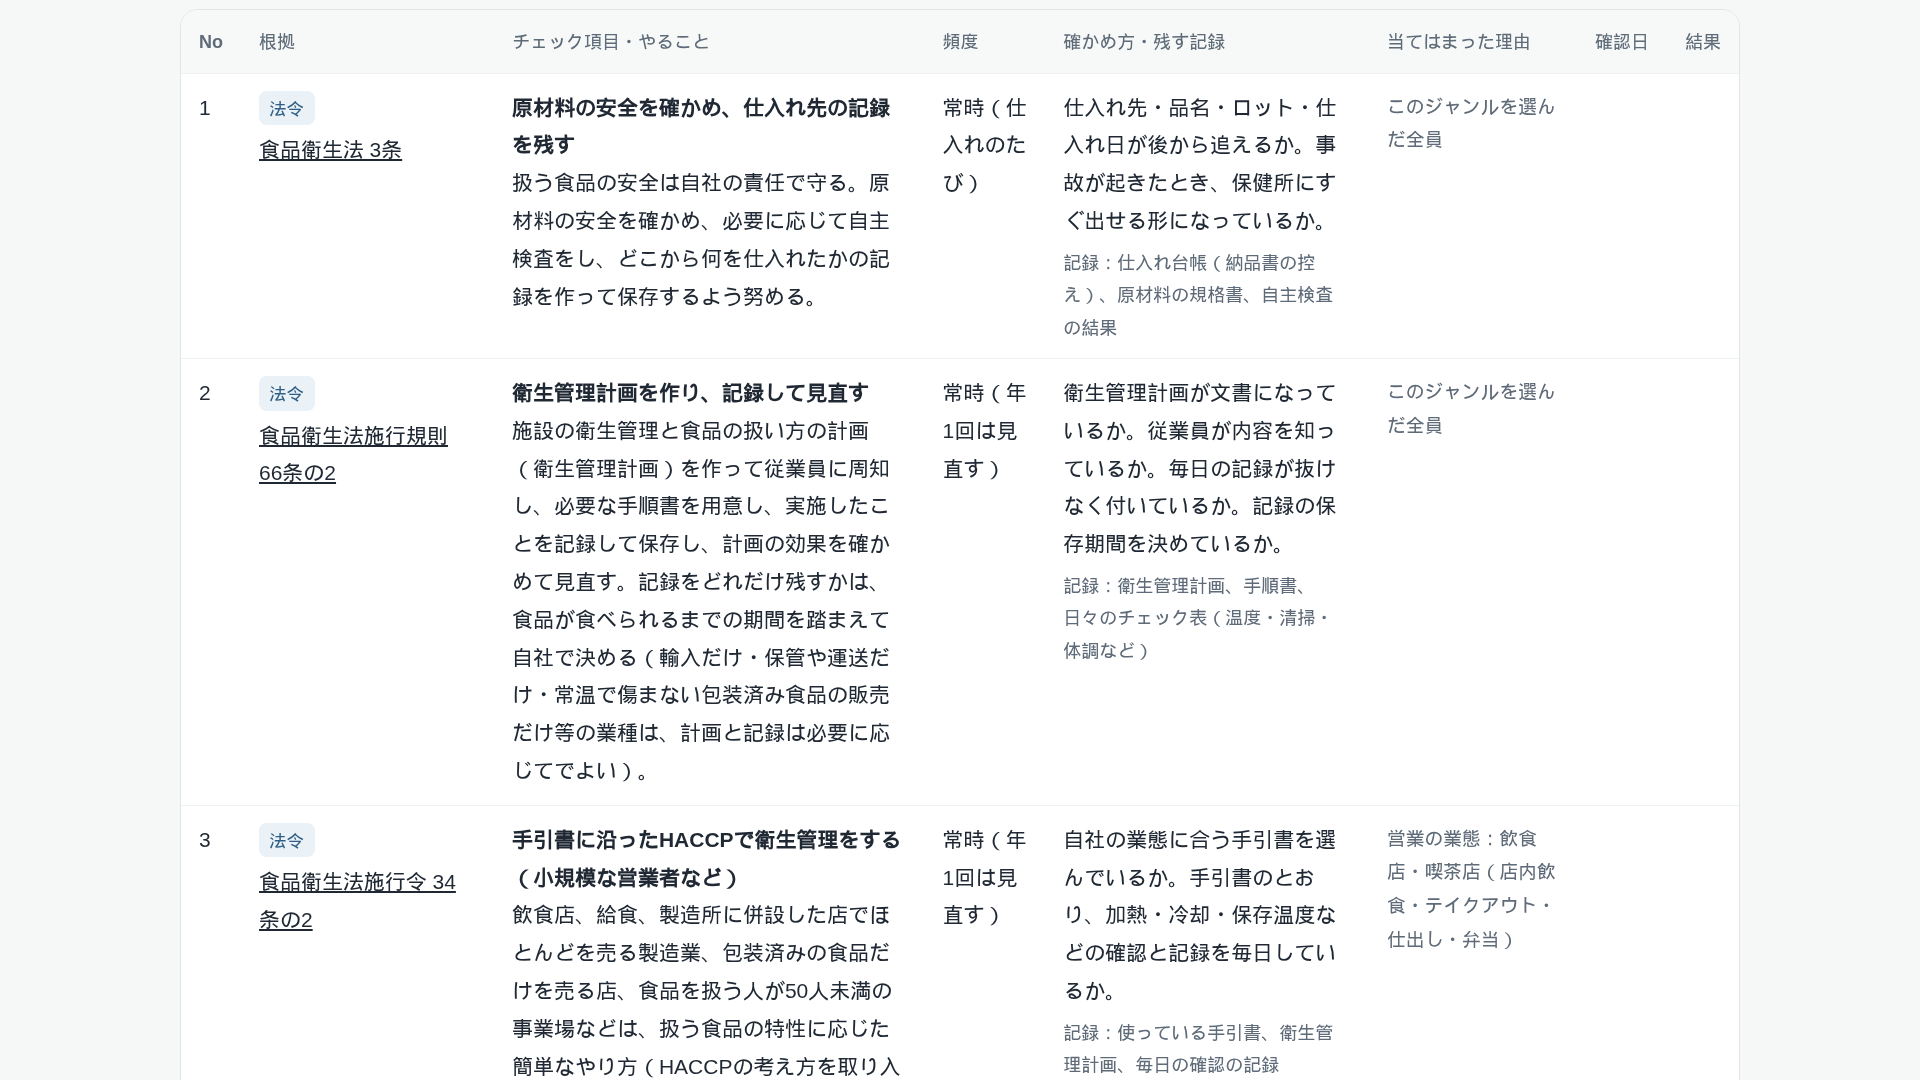 No 根拠 チェック項目・やること 頻度 確かめ方・残す記録 当てはまった理由 確認日 結果
1
法令
食品衛生法 3条
原材料の安全を確かめ、仕入れ先の記録
を残す
扱う食品の安全は自社の責任で守る。原
材料の安全を確かめ、必要に応じて自主
検査をし、どこから何を仕入れたかの記
録を作って保存するよう努める。
常時（仕
入れのた
び）
仕入れ先・品名・ロット・仕
入れ日が後から追えるか。事
故が起きたとき、保健所にす
ぐ出せる形になっているか。
記録：仕入れ台帳（納品書の控
え）、原材料の規格書、自主検査
の結果
このジャンルを選ん
だ全員
2
法令
食品衛生法施行規則
66条の2
衛生管理計画を作り、記録して見直す
施設の衛生管理と食品の扱い方の計画
（衛生管理計画）を作って従業員に周知
し、必要な手順書を用意し、実施したこ
とを記録して保存し、計画の効果を確か
めて見直す。記録をどれだけ残すかは、
食品が食べられるまでの期間を踏まえて
自社で決める（輸入だけ・保管や運送だ
け・常温で傷まない包装済み食品の販売
だけ等の業種は、計画と記録は必要に応
じてでよい）。
常時（年
1回は見
直す）
衛生管理計画が文書になって
いるか。従業員が内容を知っ
ているか。毎日の記録が抜け
なく付いているか。記録の保
存期間を決めているか。
記録：衛生管理計画、手順書、
日々のチェック表（温度・清掃・
体調など）
このジャンルを選ん
だ全員
3
法令
食品衛生法施行令 34
条の2
手引書に沿ったHACCPで衛生管理をする
（小規模な営業者など）
飲食店、給食、製造所に併設した店でほ
とんどを売る製造業、包装済みの食品だ
けを売る店、食品を扱う人が50人未満の
事業場などは、扱う食品の特性に応じた
簡単なやり方（HACCPの考え方を取り入
常時（年
1回は見
直す）
自社の業態に合う手引書を選
んでいるか。手引書のとお
り、加熱・冷却・保存温度な
どの確認と記録を毎日してい
るか。
記録：使っている手引書、衛生管
理計画、毎日の確認の記録
営業の業態：飲食
店・喫茶店（店内飲
食・テイクアウト・
仕出し・弁当）